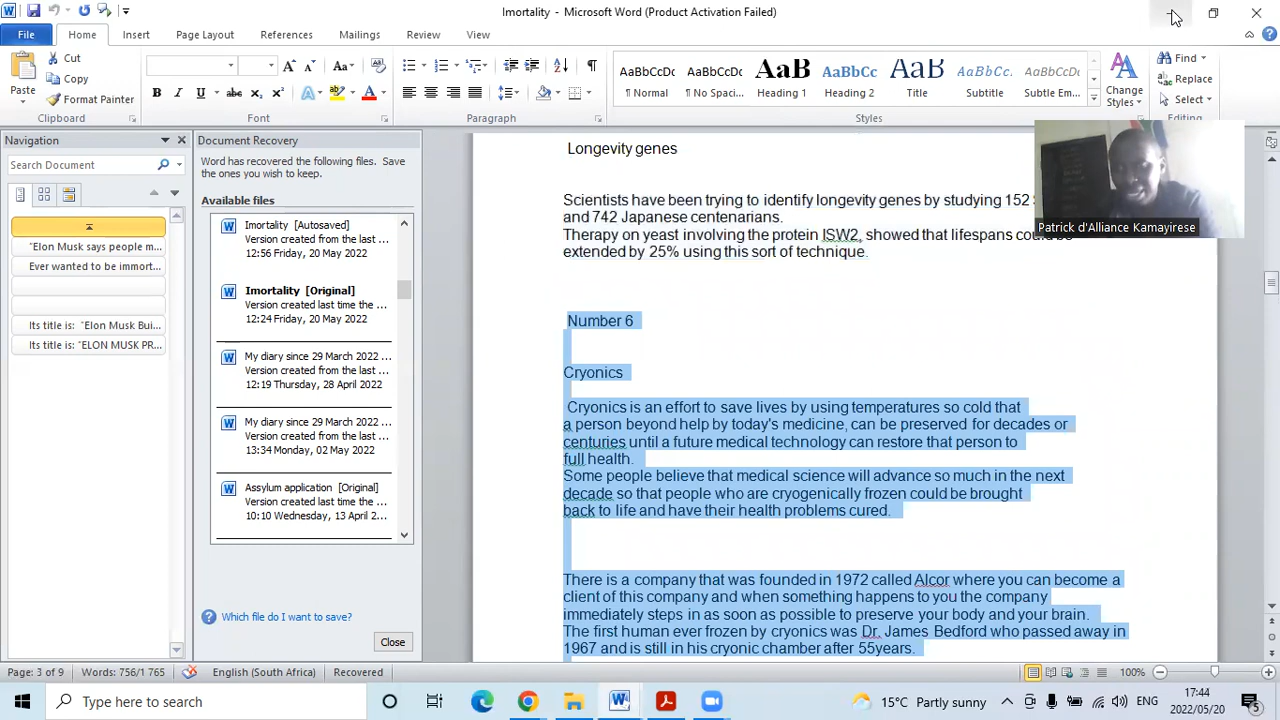 Imortality - Microsoft Word (Product Activation Failed)
File Home Insert Page Layout References Mailings Review View
Paste
Cut
Copy
Format Painter
Clipboard
B I U abc X₂ X² A A
Aa
Font
Paragraph
AaBbCcDc AaBbCcDc AaB AaBbCc AaB AaBbCc AaBbCcDc
¶ Normal ¶ No Spaci... Heading 1 Heading 2 Title Subtitle Subtle Em...
Styles
Change Styles
Find
Replace
Select
Editing
Navigation
Search Document
"Elon Musk says people m...
Ever wanted to be immort...
Its title is: "Elon Musk Bui...
Its title is: "ELON MUSK PR...
Document Recovery
Word has recovered the following files. Save
the ones you wish to keep.
Available files
Imortality [Autosaved]
Version created from the last ...
12:56 Friday, 20 May 2022
Imortality [Original]
Version created last time the ...
12:24 Friday, 20 May 2022
My diary since 29 March 2022 ...
Version created from the last ...
12:19 Thursday, 28 April 2022
My diary since 29 March 2022 ...
Version created last time the ...
13:34 Monday, 02 May 2022
Assylum application [Original]
Version created last time the ...
10:10 Wednesday, 13 April 2...
Which file do I want to save?
Close
Longevity genes
Scientists have been trying to identify longevity genes by studying 152
and 742 Japanese centenarians.
Therapy on yeast involving the protein ISW2, showed that lifespans could be
extended by 25% using this sort of technique.
Number 6
Cryonics
Cryonics is an effort to save lives by using temperatures so cold that
a person beyond help by today's medicine, can be preserved for decades or
centuries until a future medical technology can restore that person to
full health.
Some people believe that medical science will advance so much in the next
decade so that people who are cryogenically frozen could be brought
back to life and have their health problems cured.
There is a company that was founded in 1972 called Alcor where you can become a
client of this company and when something happens to you the company
immediately steps in as soon as possible to preserve your body and your brain.
The first human ever frozen by cryonics was Dr. James Bedford who passed away in
1967 and is still in his cryonic chamber after 55years.
Patrick d'Alliance Kamayirese
Page: 3 of 9 Words: 756/1 765 English (South Africa) Recovered 100%
Type here to search
15°C Partly sunny
ENG
17:44
2022/05/20
5